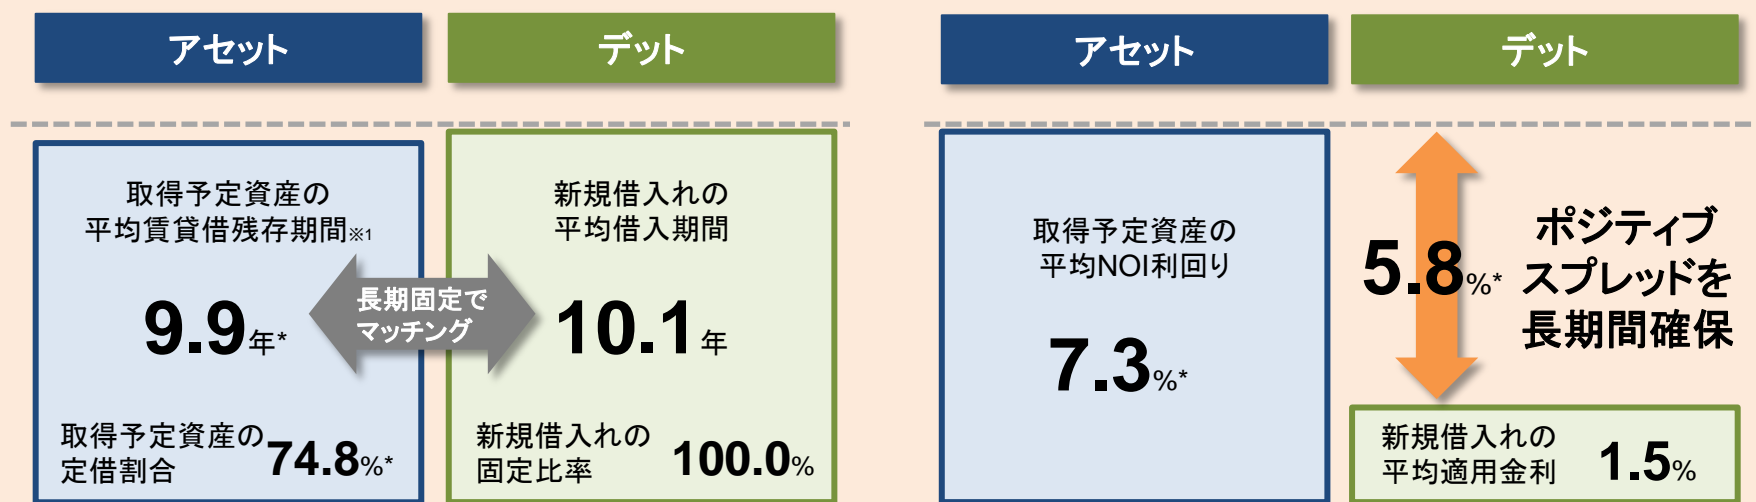 アセット
デット
取得予定資産の
平均賃貸借残存期間※1
9.9年*
長期固定で
マッチング
新規借入れの
平均借入期間
10.1年
取得予定資産の
定借割合
74.8%*
新規借入れの
固定比率
100.0%
アセット
デット
取得予定資産の
平均NOI利回り
7.3%*
5.8%*
ポジティブ
スプレッドを
長期間確保
新規借入れの
平均適用金利
1.5%